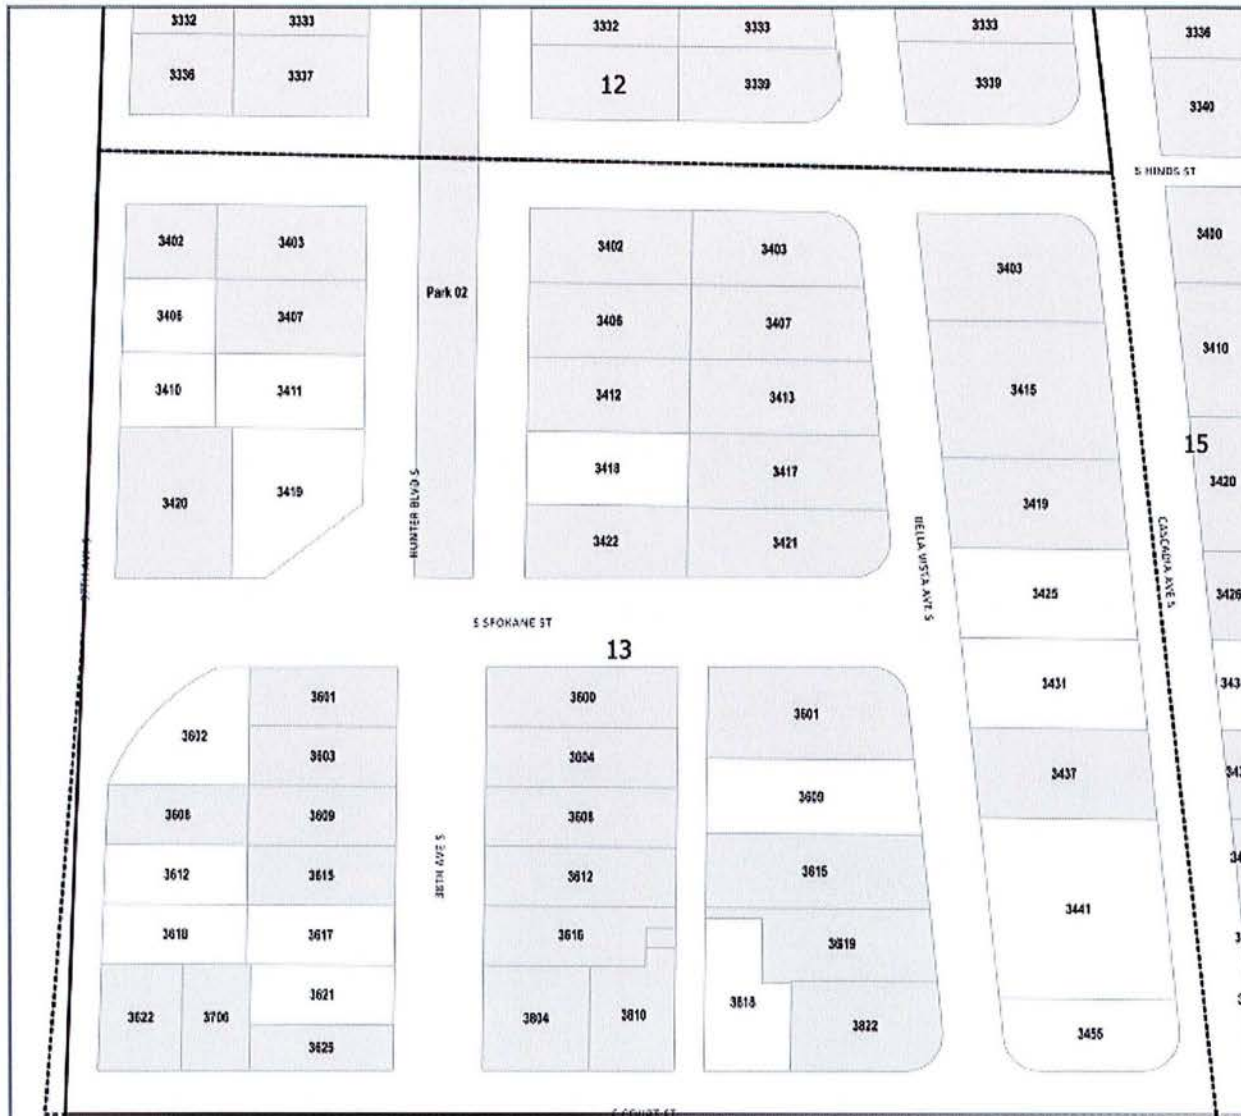 3332 3333 3332 3333 3333 3336
3336 3337 12 3339 3339 3340
S HINDS ST
3402 3403 3402 3403 3403 3400
Park 02
3406 3407 3406 3407 3410
3410 3411 3412 3413 3415
15
3420 3419 3418 3417 3419 3420
HUNTER BLVD S
3422 3421
BELLA VISTA AVE S
CASCADIA AVE S
3425 3426
S SPOKANE ST
13
3601 3600 3601 3431
3602 3603 3604 3437
3608 3609 3608 3609
38TH AVE S
3612 3615 3612 3615
3618 3617 3616 3619 3441
3621 3618
3622 3706 3625 3804 3810 3822 3455
S COURT ST